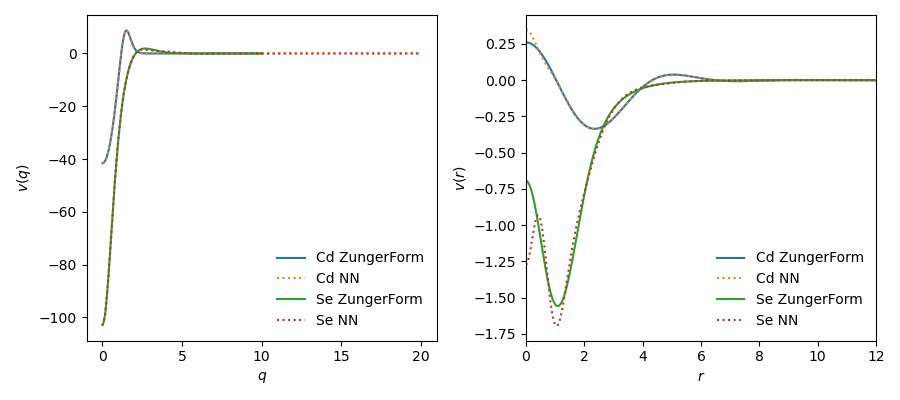 0
−20
−40
−60
−80
−100
v(q)
0
5
10
15
20
q
Cd ZungerForm
Cd NN
Se ZungerForm
Se NN
0.25
0.00
−0.25
−0.50
−0.75
−1.00
−1.25
−1.50
−1.75
v(r)
0
2
4
6
8
10
12
r
Cd ZungerForm
Cd NN
Se ZungerForm
Se NN